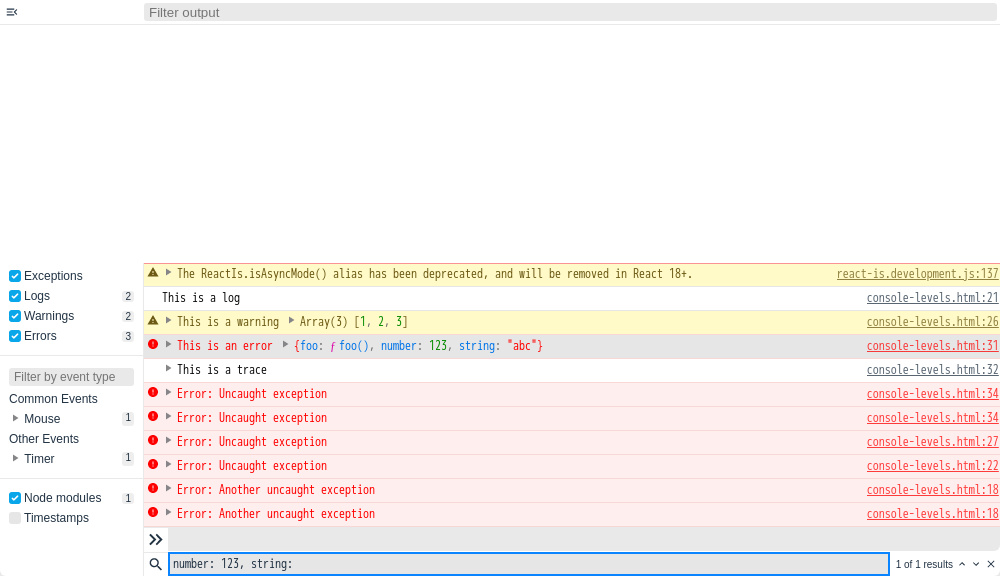 Filter output
Exceptions
Logs 2
Warnings 2
Errors 3
Filter by event type
Common Events
Mouse 1
Other Events
Timer 1
Node modules 1
Timestamps
The ReactIs.isAsyncMode() alias has been deprecated, and will be removed in React 18+. react-is.development.js:137
This is a log console-levels.html:21
This is a warning Array(3) [1, 2, 3] console-levels.html:26
This is an error {foo: ƒ foo(), number: 123, string: "abc"} console-levels.html:31
This is a trace console-levels.html:32
Error: Uncaught exception console-levels.html:34
Error: Uncaught exception console-levels.html:34
Error: Uncaught exception console-levels.html:27
Error: Uncaught exception console-levels.html:22
Error: Another uncaught exception console-levels.html:18
Error: Another uncaught exception console-levels.html:18
number: 123, string: 1 of 1 results